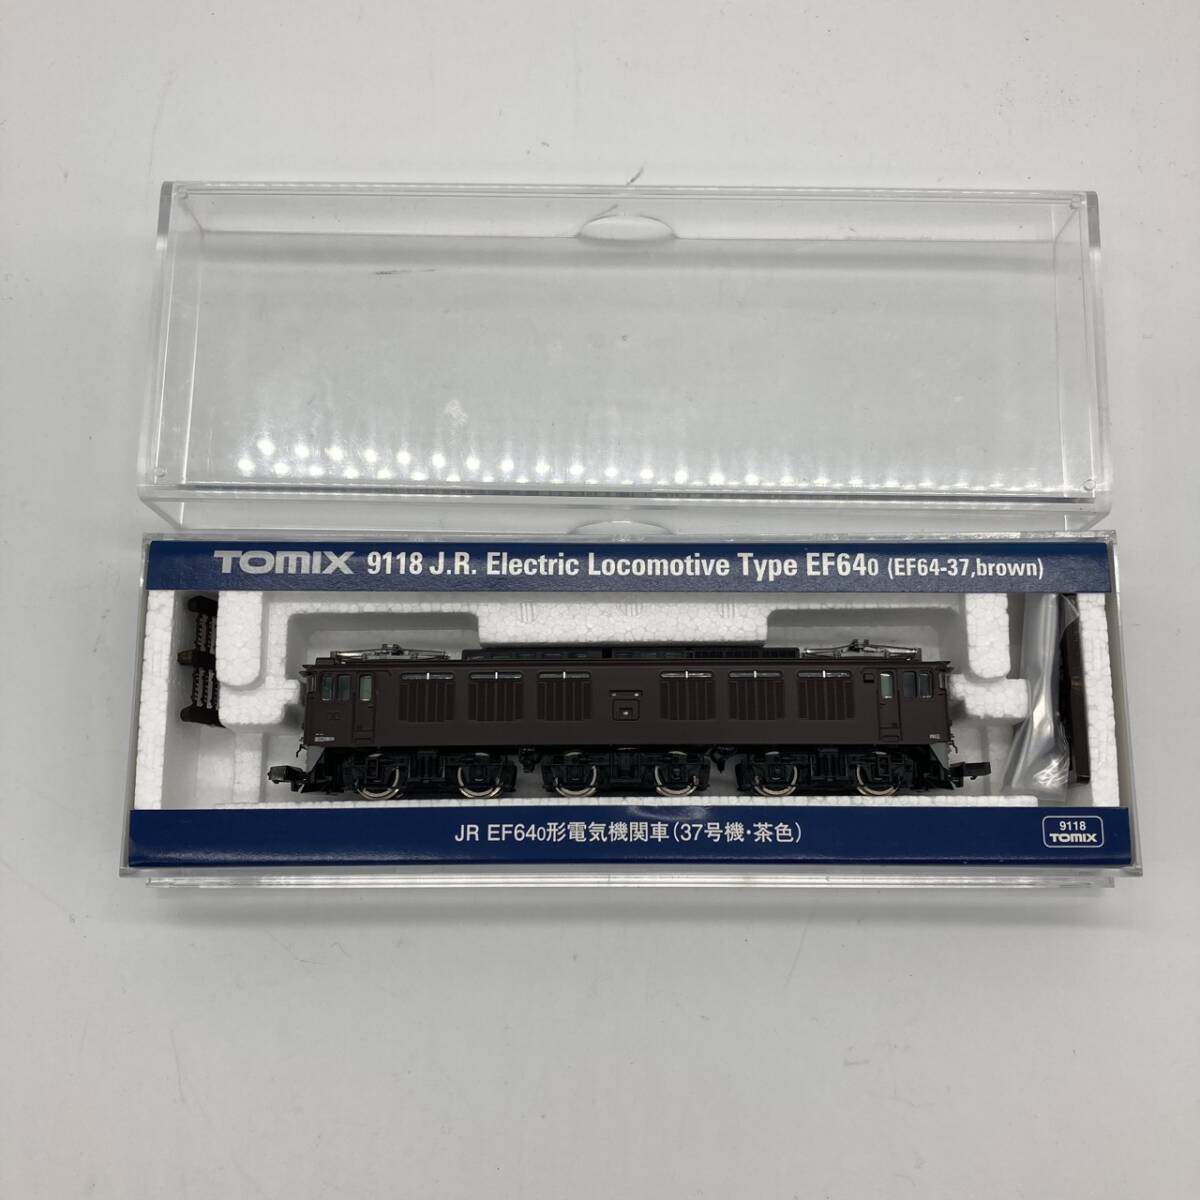 TOMIX 9118 J.R. Electric Locomotive Type EF640 (EF64-37,brown)
JR EF640形電気機関車(37号機・茶色)
9118
TOMIX